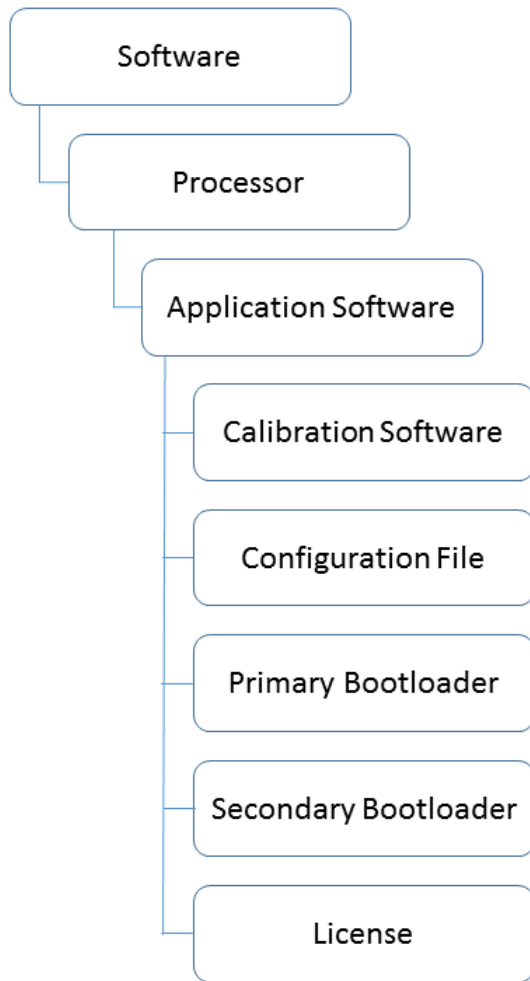 Software
Processor
Application Software
Calibration Software
Configuration File
Primary Bootloader
Secondary Bootloader
License